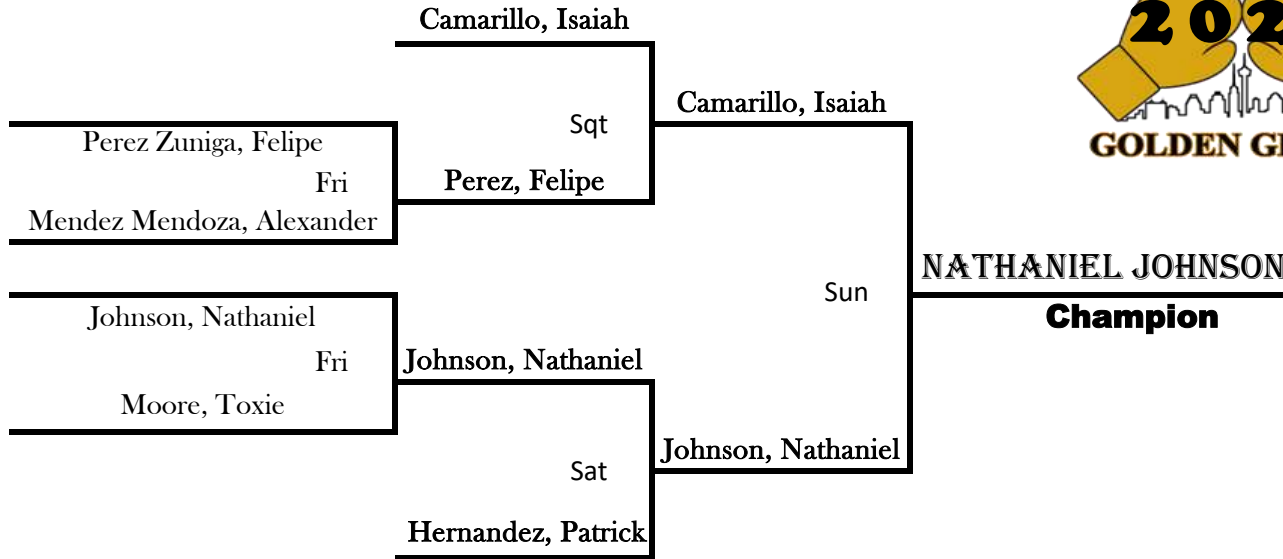 Camarillo, Isaiah
Camarillo, Isaiah
Sqt
Perez Zuniga, Felipe
Fri
Perez, Felipe
Mendez Mendoza, Alexander
GOLDEN
NATHANIEL JOHNSON
Sun
Champion
Johnson, Nathaniel
Fri
Johnson, Nathaniel
Moore, Toxie
Johnson, Nathaniel
Sat
Hernandez, Patrick